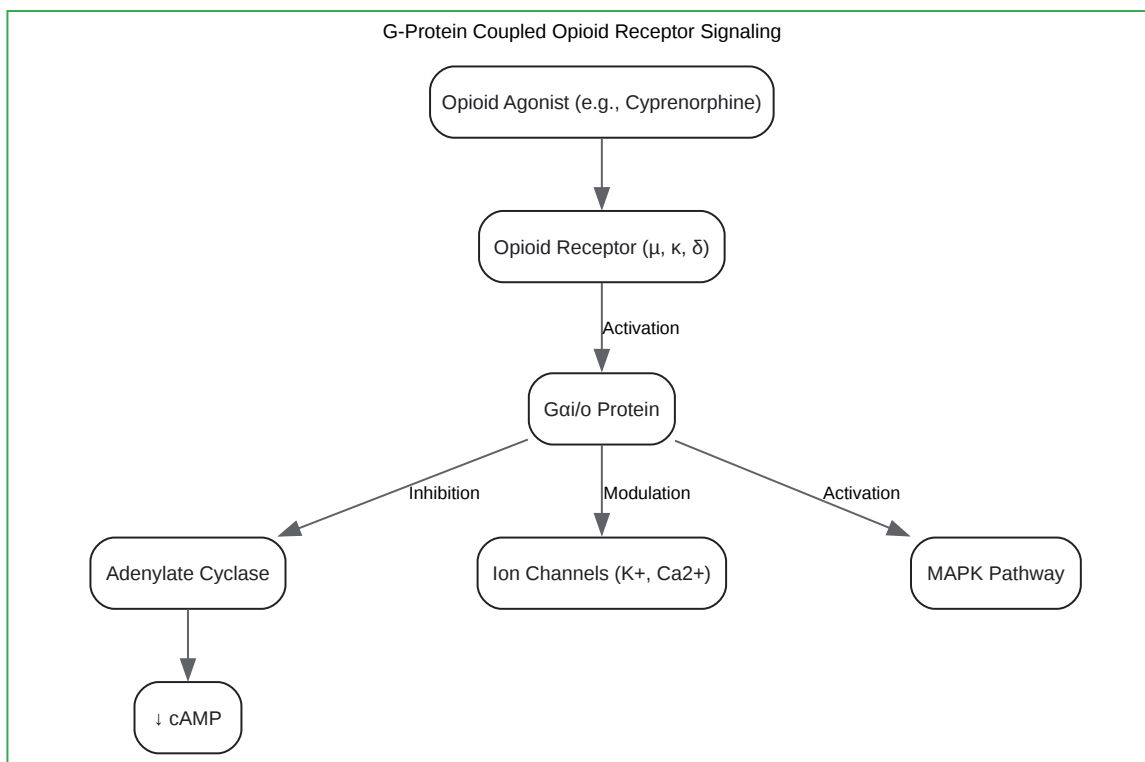 G-Protein Coupled Opioid Receptor Signaling
Opioid Agonist (e.g., Cyprenorphine)
Opioid Receptor (μ, κ, δ)
Activation
Gαi/o Protein
Inhibition
Modulation
Activation
Adenylate Cyclase
Ion Channels (K+, Ca2+)
MAPK Pathway
↓ cAMP